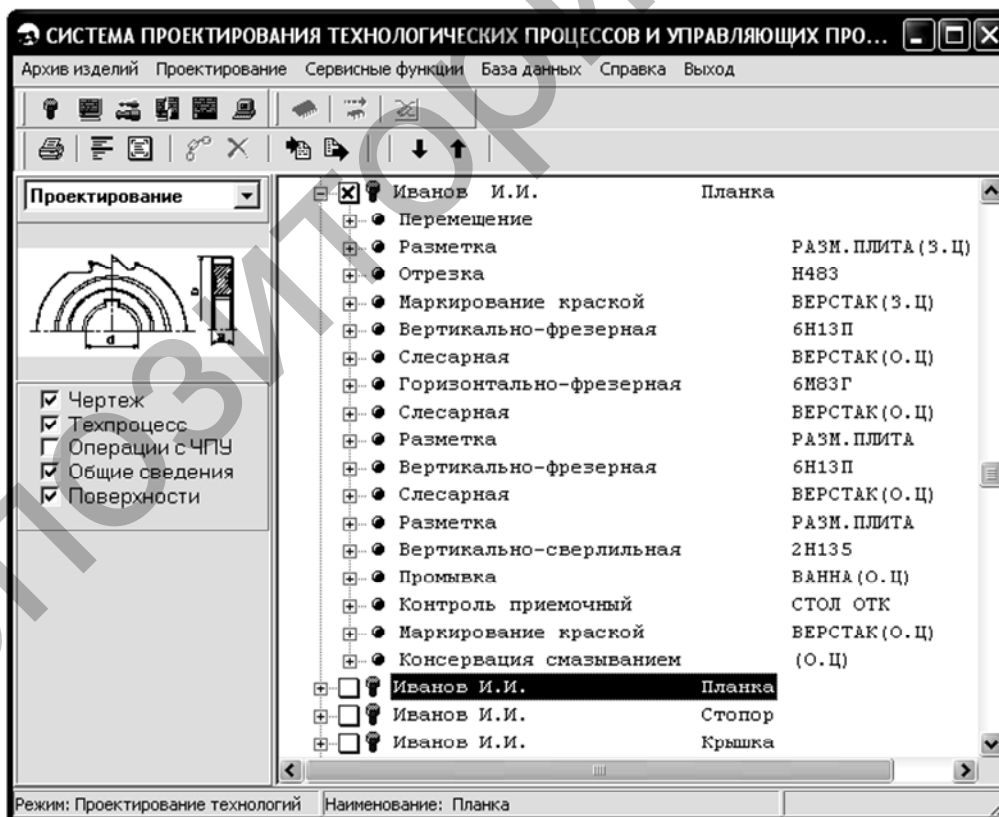 СИСТЕМА ПРОЕКТИРОВАНИЯ ТЕХНОЛОГИЧЕСКИХ ПРОЦЕССОВ И УПРАВЛЯЮЩИХ ПРО...
Архив изделий Проектирование Сервисные функции База данных Справка Выход
Проектирование
d
Чертеж
Техпроцесс
Операции с ЧПУ
Общие сведения
Поверхности
Иванов И.И. Планка
Перемещение
Разметка РАЗМ.ПЛИТА(З.Ц)
Отрезка Н483
Маркирование краской ВЕРСТАК(З.Ц)
Вертикально-фрезерная 6Н13П
Слесарная ВЕРСТАК(О.Ц)
Горизонтально-фрезерная 6М83Г
Слесарная ВЕРСТАК(О.Ц)
Разметка РАЗМ.ПЛИТА
Вертикально-фрезерная 6Н13П
Слесарная ВЕРСТАК(О.Ц)
Разметка РАЗМ.ПЛИТА
Вертикально-сверлильная 2Н135
Промывка ВАННА(О.Ц)
Контроль приемочный СТОЛ ОТК
Маркирование краской ВЕРСТАК(О.Ц)
Консервация смазыванием (О.Ц)
Иванов И.И. Планка
Иванов И.И. Стопор
Иванов И.И. Крышка
Режим: Проектирование технологий Наименование: Планка